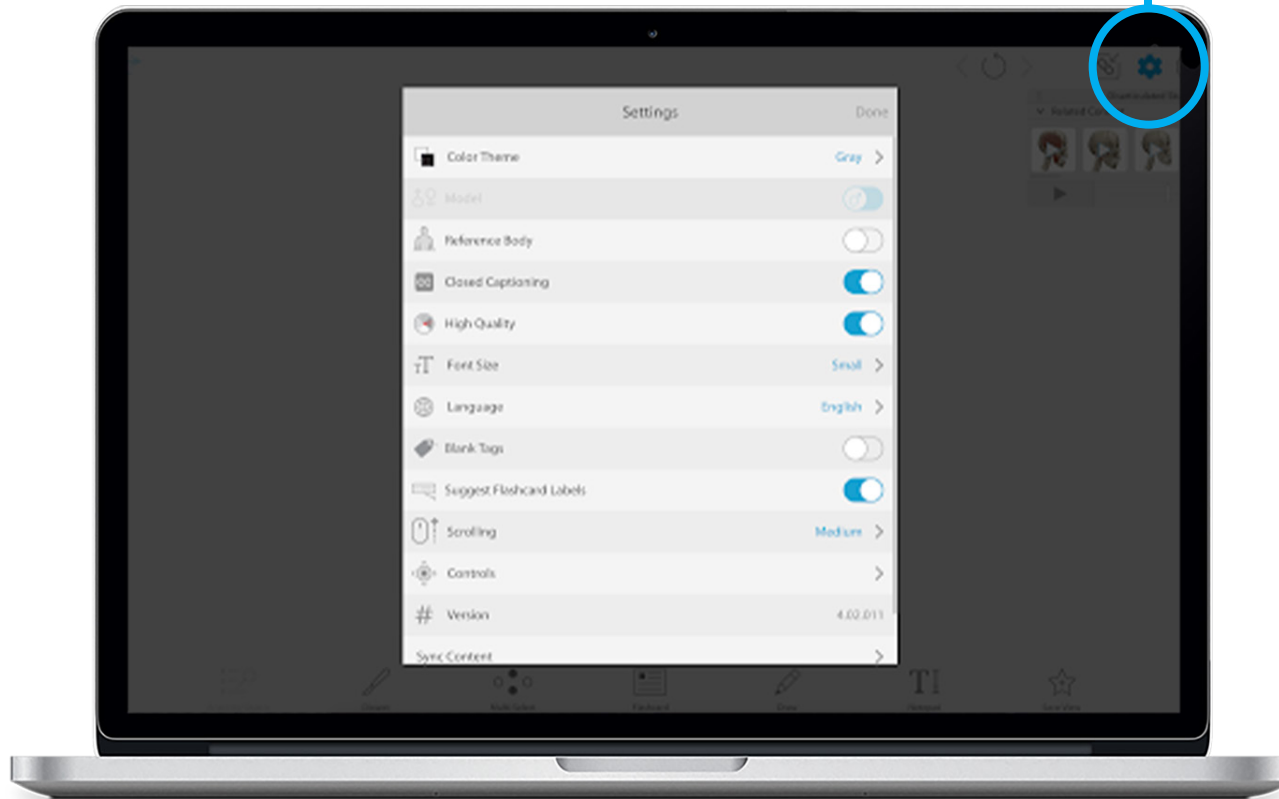 Settings Done
Color Theme Gray
Model
Reference Body
Closed Captioning
High Quality
Font Size Small
Language English
Blank Tags
Suggest Flashcard Labels
Scrolling Medium
Controls
Version 4.02.011
Sync Content
Related